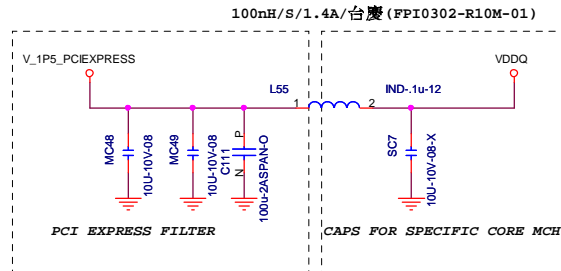 100nH/S/1.4A/台慶(FPI0302-R10M-01)
V_1P5_PCIEXPRESS
VDDQ
L55
IND-.1u-12
1
2
MC48
10U-10V-08
MC49
10U-10V-08
C111
P
N
100u-2ASPAN-O
SC7
10U-10V-08-X
PCI EXPRESS FILTER
CAPS FOR SPECIFIC CORE MCH